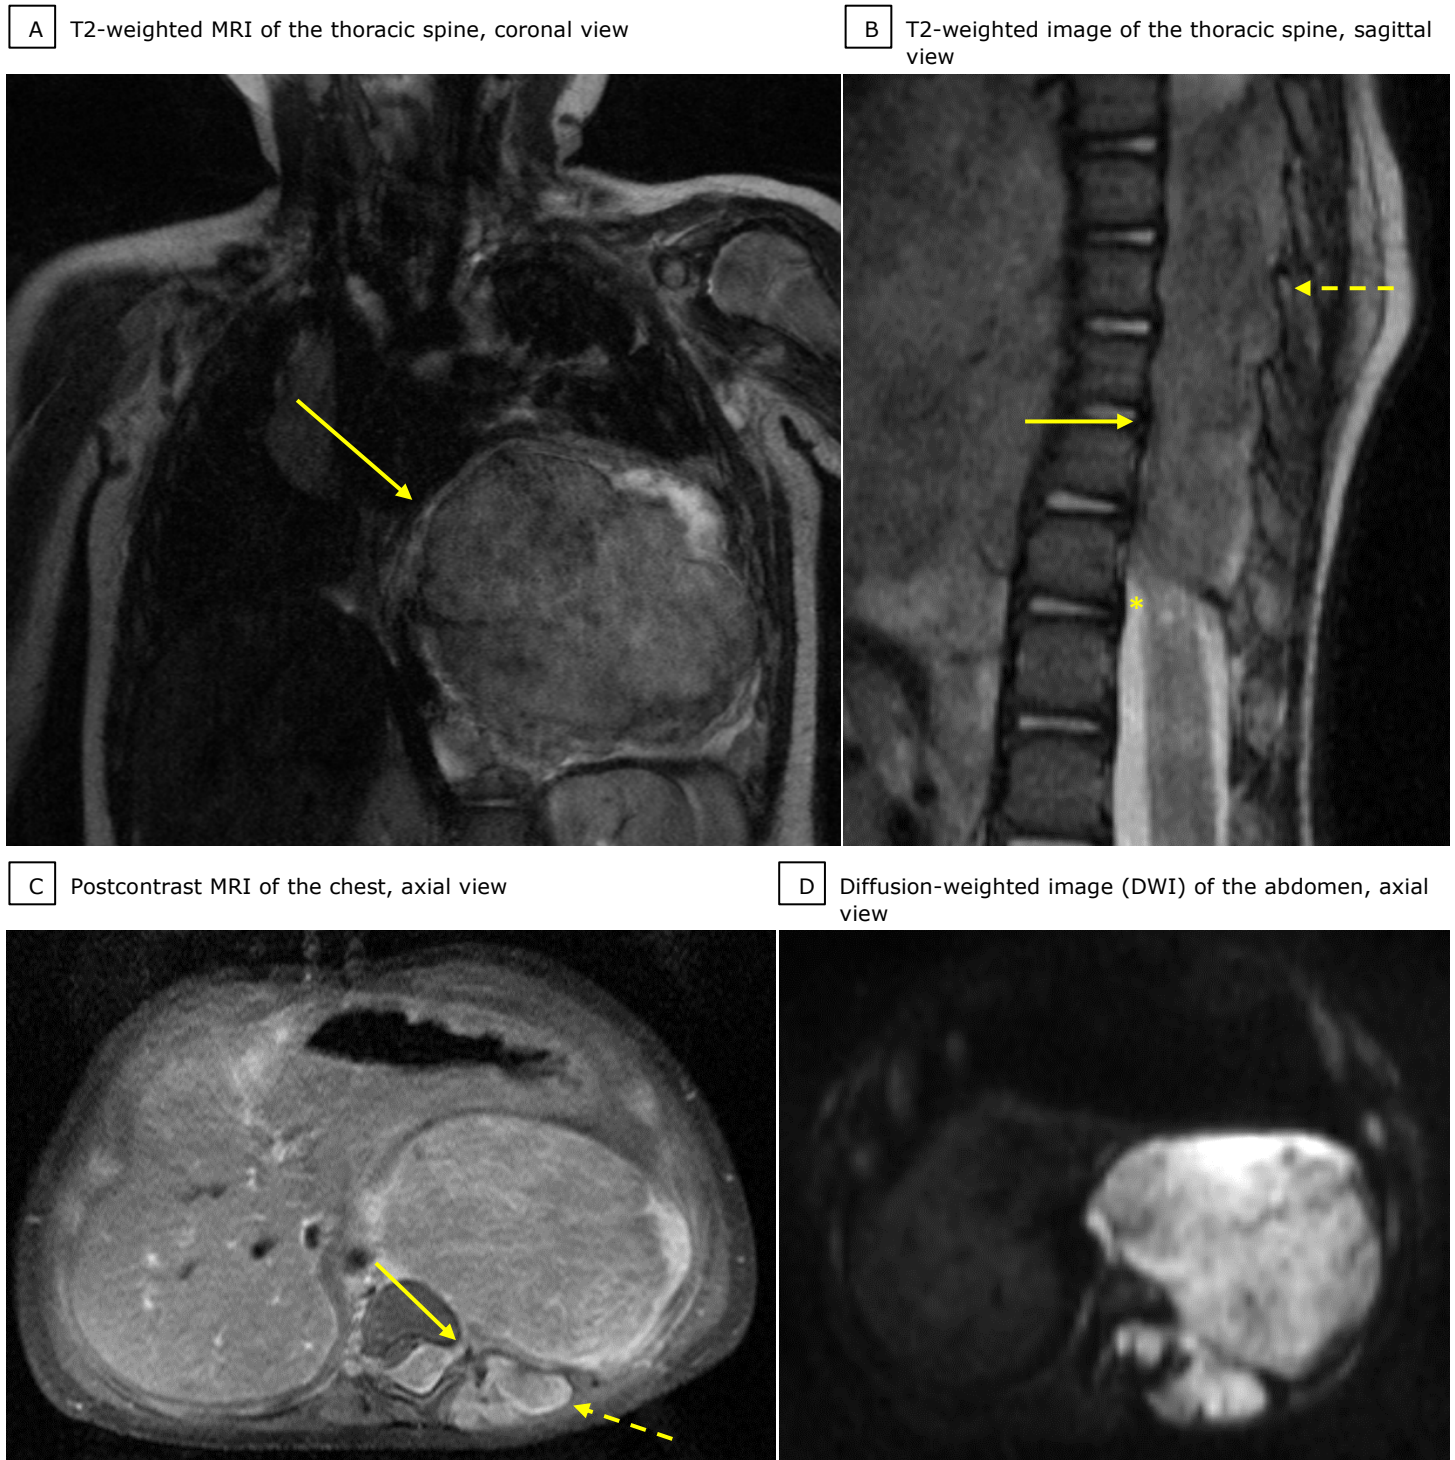 A T2-weighted MRI of the thoracic spine, coronal view
B T2-weighted image of the thoracic spine, sagittal
view
*
C Postcontrast MRI of the chest, axial view
D Diffusion-weighted image (DWI) of the abdomen, axial
view